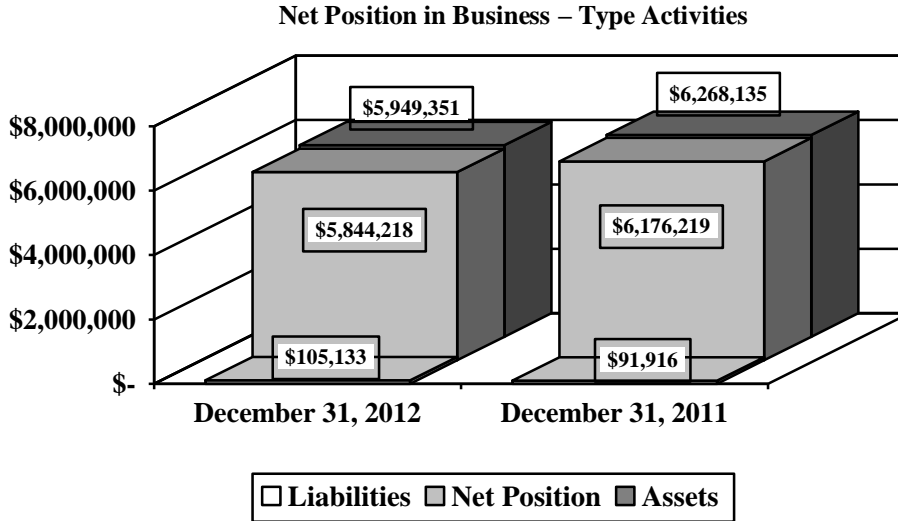 Net Position in Business – Type Activities
$5,949,351
$6,268,135
$8,000,000
$6,000,000
$5,844,218
$6,176,219
$4,000,000
$2,000,000
$105,133
$91,916
$-
December 31, 2012
December 31, 2011
Liabilities
Net Position
Assets